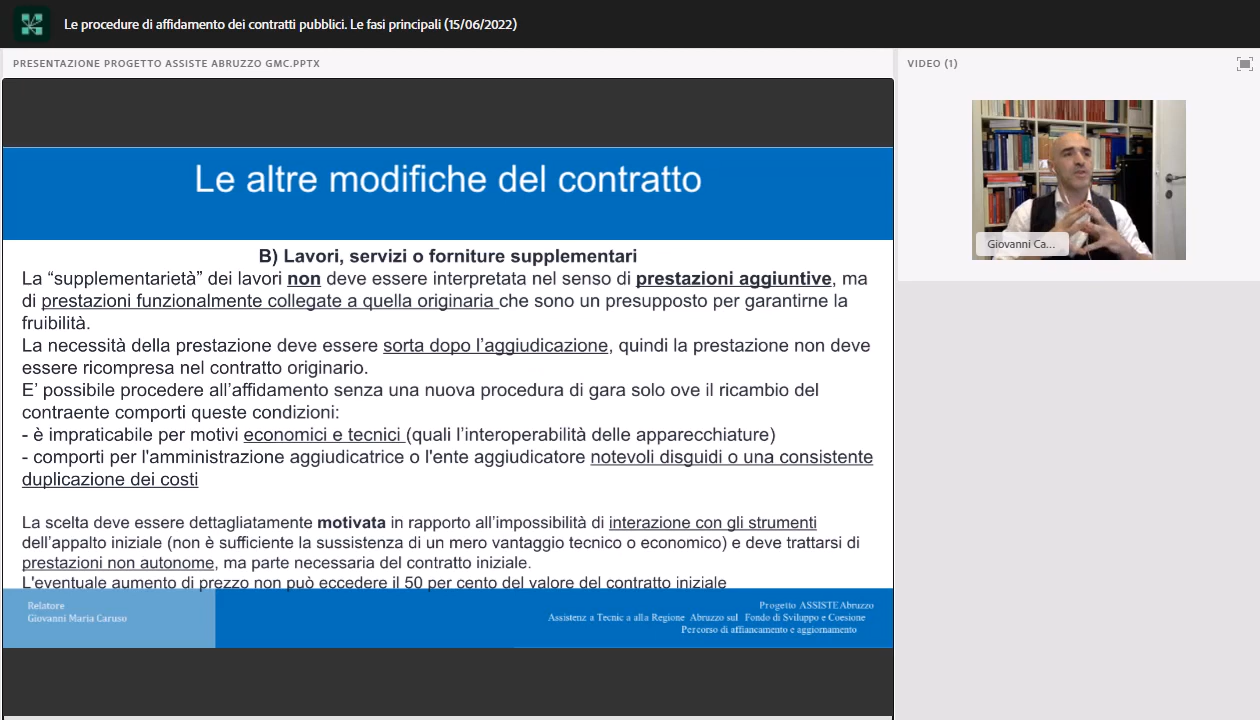 Le procedure di affidamento dei contratti pubblici. Le fasi principali (15/06/2022)
PRESENTAZIONE PROGETTO ASSISTE ABRUZZO GMC.PPTX
VIDEO (1)
Le altre modifiche del contratto
B) Lavori, servizi o forniture supplementari
La “supplementarietà” dei lavori non deve essere interpretata nel senso di prestazioni aggiuntive, ma
di prestazioni funzionalmente collegate a quella originaria che sono un presupposto per garantirne la
fruibilità.
La necessità della prestazione deve essere sorta dopo l’aggiudicazione, quindi la prestazione non deve
essere ricompresa nel contratto originario.
E’ possibile procedere all’affidamento senza una nuova procedura di gara solo ove il ricambio del
contraente comporti queste condizioni:
- è impraticabile per motivi economici e tecnici (quali l’interoperabilità delle apparecchiature)
- comporti per l'amministrazione aggiudicatrice o l'ente aggiudicatore notevoli disguidi o una consistente
duplicazione dei costi
La scelta deve essere dettagliatamente motivata in rapporto all’impossibilità di interazione con gli strumenti
dell’appalto iniziale (non è sufficiente la sussistenza di un mero vantaggio tecnico o economico) e deve trattarsi di
prestazioni non autonome, ma parte necessaria del contratto iniziale.
L'eventuale aumento di prezzo non può eccedere il 50 per cento del valore del contratto iniziale
Relatore
Giovanni Maria Caruso
Progetto ASSISTE Abruzzo
Assistenz a Tecnic a alla Regione Abruzzo sul Fondo di Sviluppo e Coesione
Percorso di affiancamento e aggiornamento
Giovanni Ca...